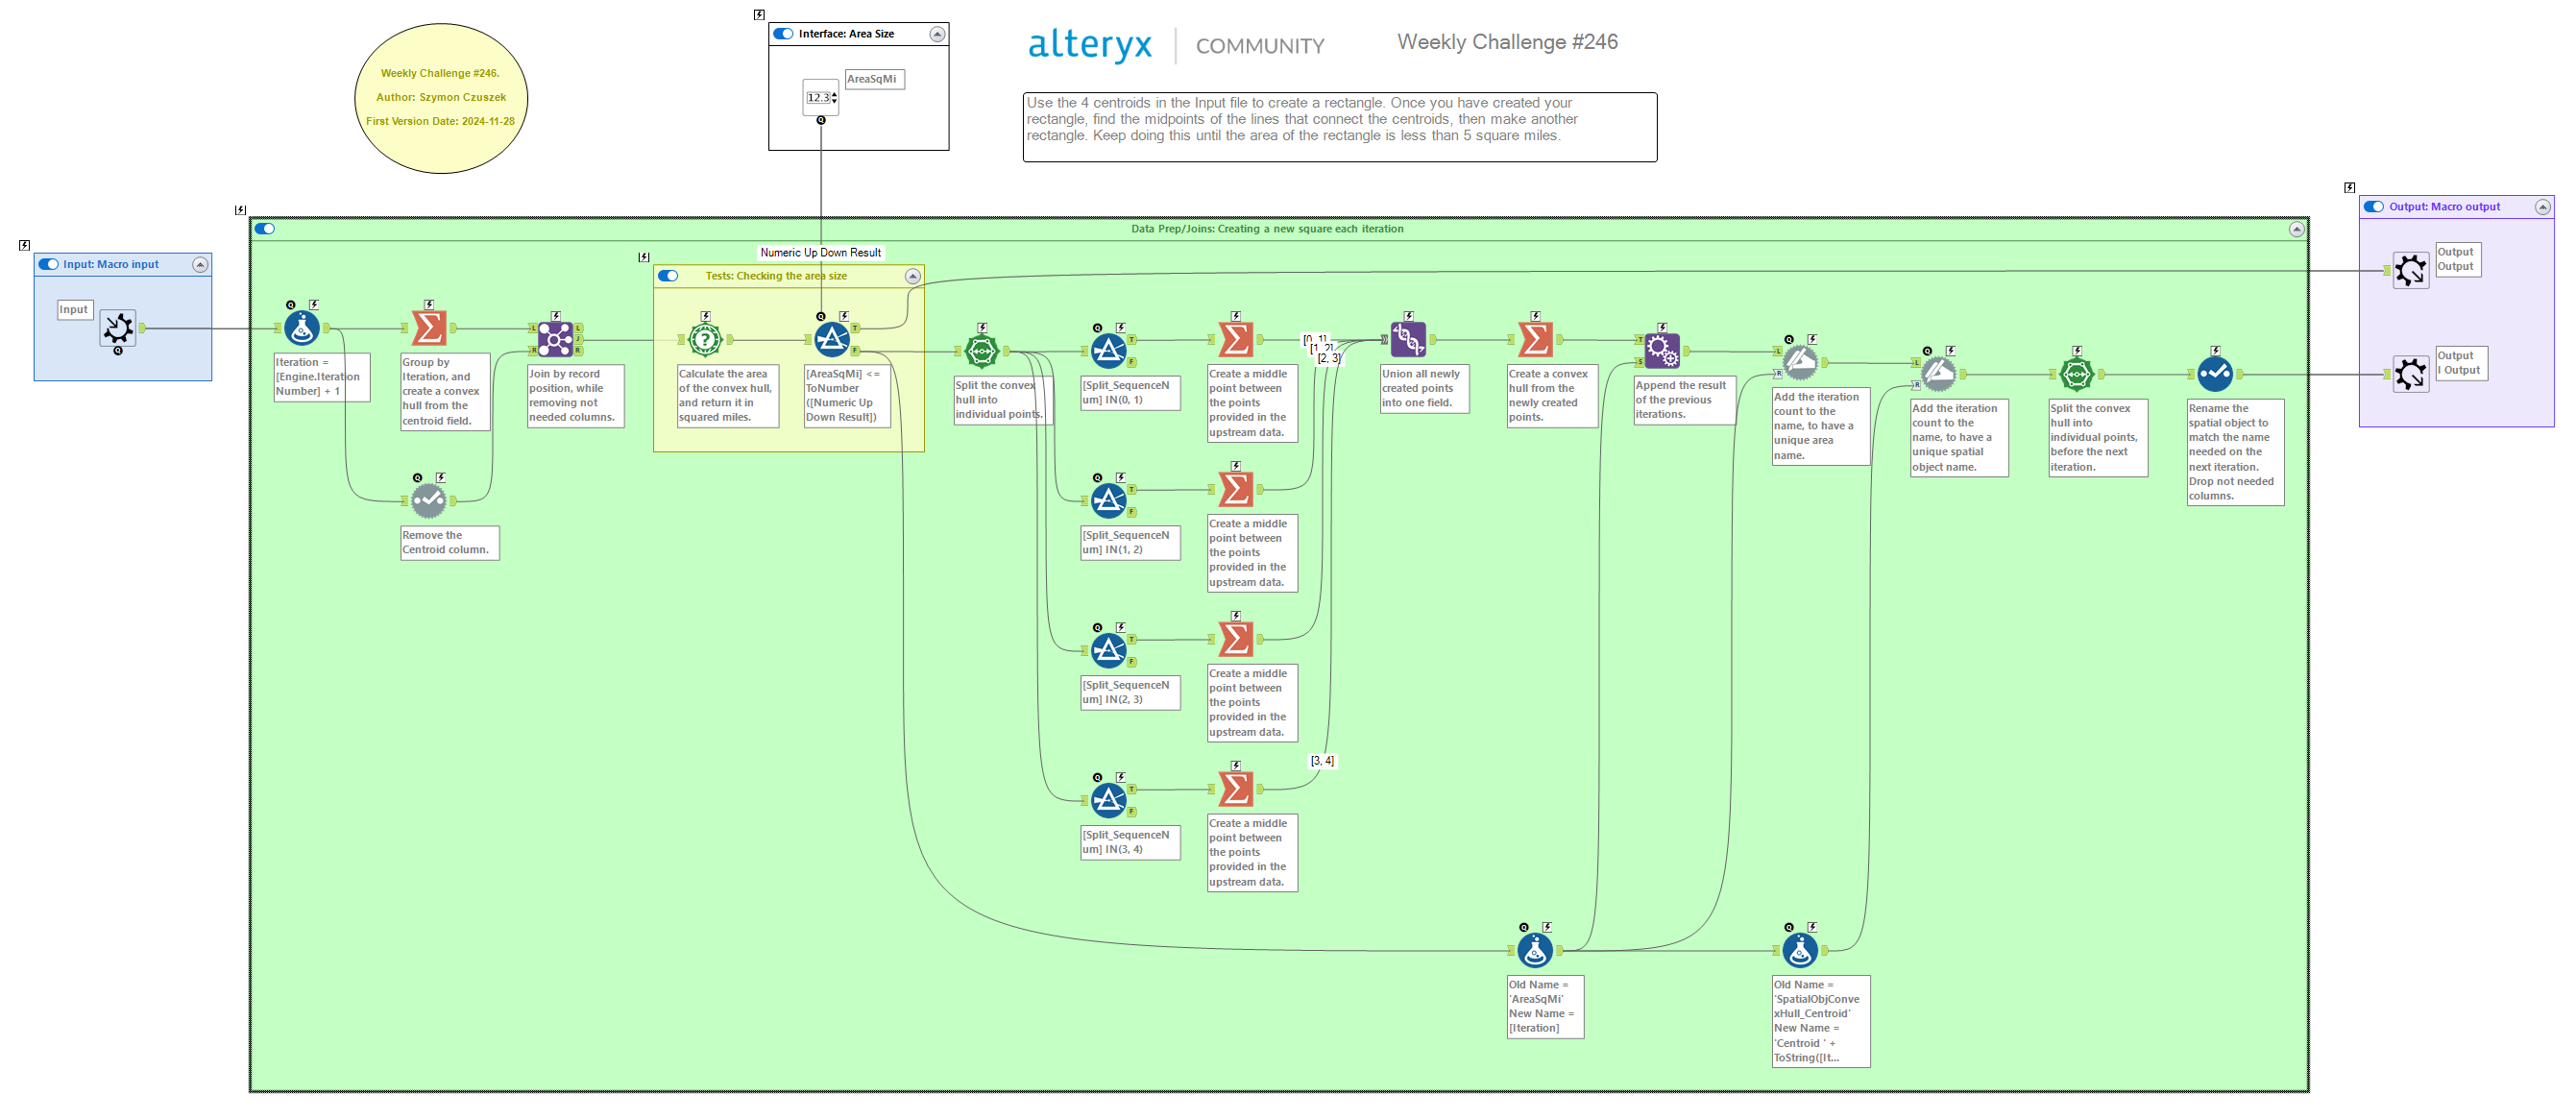 Weekly Challenge #246.
Author: Szymon Czuszek
First Version Date: 2024-11-28
Interface: Area Size
AreaSqMi
12.3
alteryx
COMMUNITY
Weekly Challenge #246
Use the 4 centroids in the Input file to create a rectangle. Once you have created your
rectangle, find the midpoints of the lines that connect the centroids, then make another
rectangle. Keep doing this until the area of the rectangle is less than 5 square miles.
Data Prep/Joins: Creating a new square each iteration
Input: Macro input
Input
Iteration =
[Engine.Iteration
Number] + 1
Group by
Iteration, and
create a convex
hull from the
centroid field.
Remove the
Centroid column.
Join by record
position, while
removing not
needed columns.
Numeric Up Down Result
Tests: Checking the area size
Calculate the area
of the convex hull,
and return it in
squared miles.
[AreaSqMi] <=
ToNumber
([Numeric Up
Down Result])
Split the convex
hull into
individual points.
[Split_SequenceN
um] IN(0, 1)
Create a middle
point between
the points
provided in the
upstream data.
[Split_SequenceN
um] IN(1, 2)
Create a middle
point between
the points
provided in the
upstream data.
[Split_SequenceN
um] IN(2, 3)
Create a middle
point between
the points
provided in the
upstream data.
[Split_SequenceN
um] IN(3, 4)
Create a middle
point between
the points
provided in the
upstream data.
[0, 1]
[1, 2]
[2, 3]
[3, 4]
Union all newly
created points
into one field.
Create a convex
hull from the
newly created
points.
Append the result
of the previous
iterations.
Add the iteration
count to the
name, to have a
unique area
name.
Add the iteration
count to the
name, to have a
unique spatial
object name.
Split the convex
hull into
individual points,
before the next
iteration.
Rename the
spatial object to
match the name
needed on the
next iteration.
Drop not needed
columns.
Old Name =
'AreaSqMi'
New Name =
[Iteration]
Old Name =
'SpatialObjConve
xHull_Centroid'
New Name =
'Centroid ' +
ToString([It...
Output: Macro output
Output
Output
Output
I Output